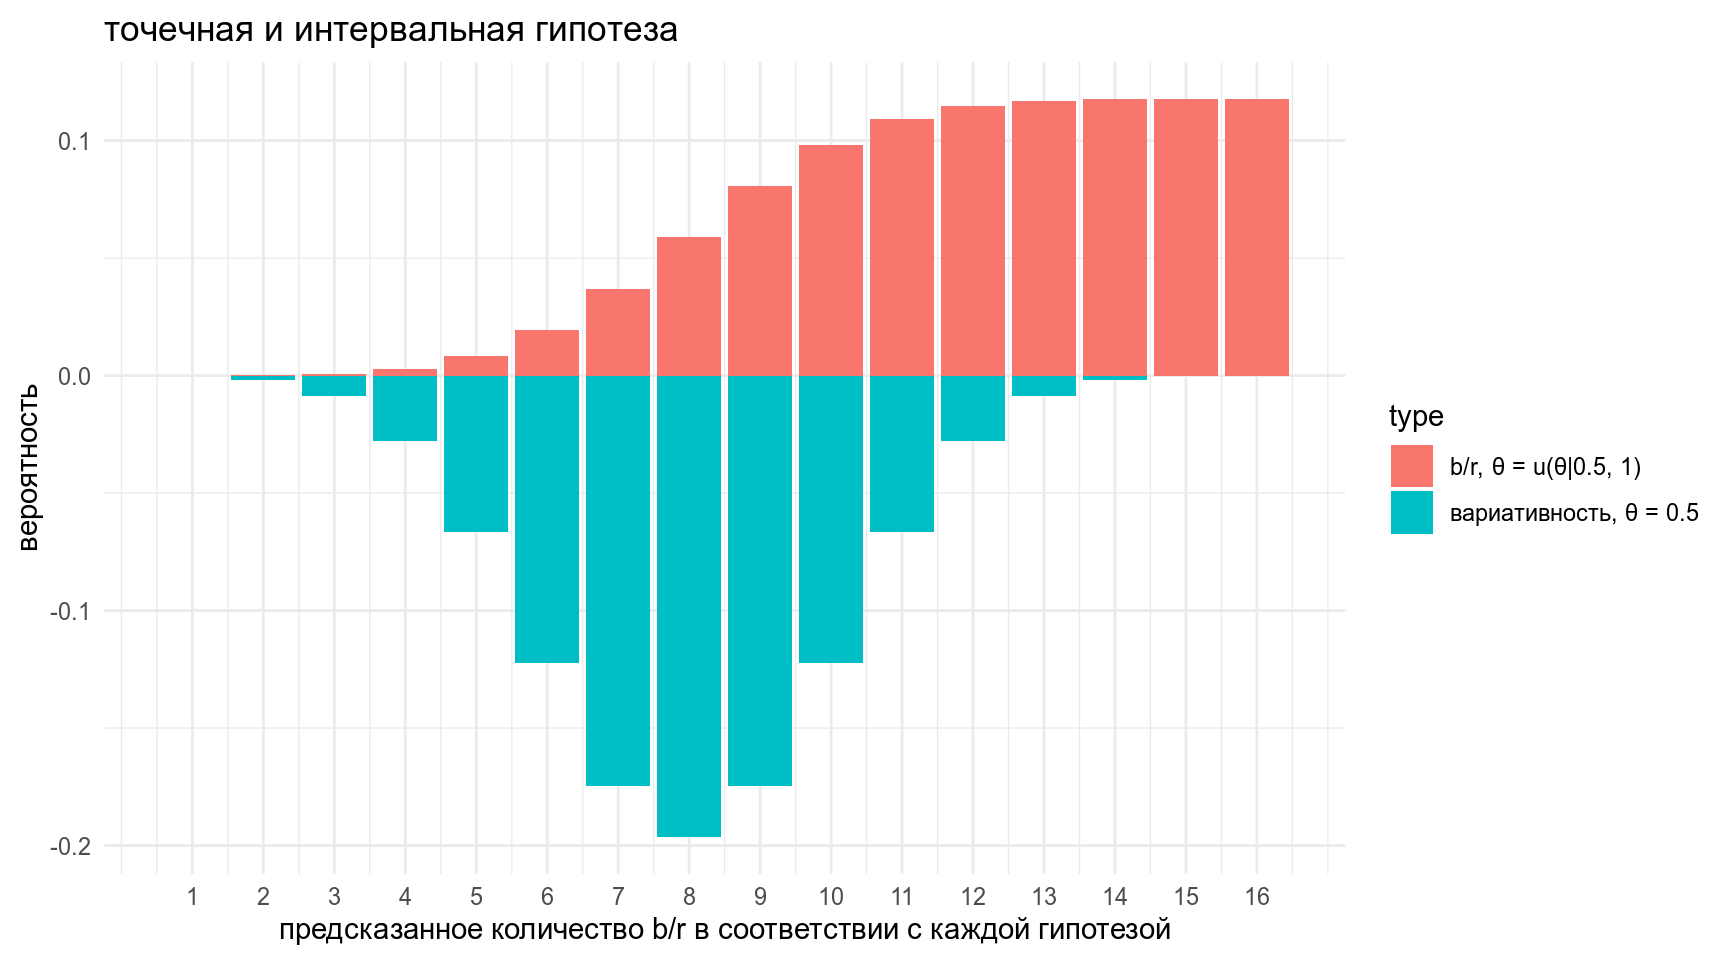 точечная и интервальная гипотеза
0.1
0.0
-0.1
-0.2
вероятность
1 2 3 4 5 6 7 8 9 10 11 12 13 14 15 16
предсказанное количество b/r в соответствии с каждой гипотезой
type
b/r, θ = u(θ|0.5, 1)
вариативность, θ = 0.5